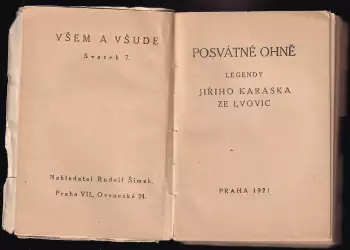 VŠEM A VŠUDE
Svazek 7.
Nakladatel Rudolf Šimek,
Praha VII, Ovenecká 24.
POSVÁTNÉ OHNĚ
LEGENDY
JIŘÍHO KARÁSKA
ZE LVOVIC
PRAHA 1921